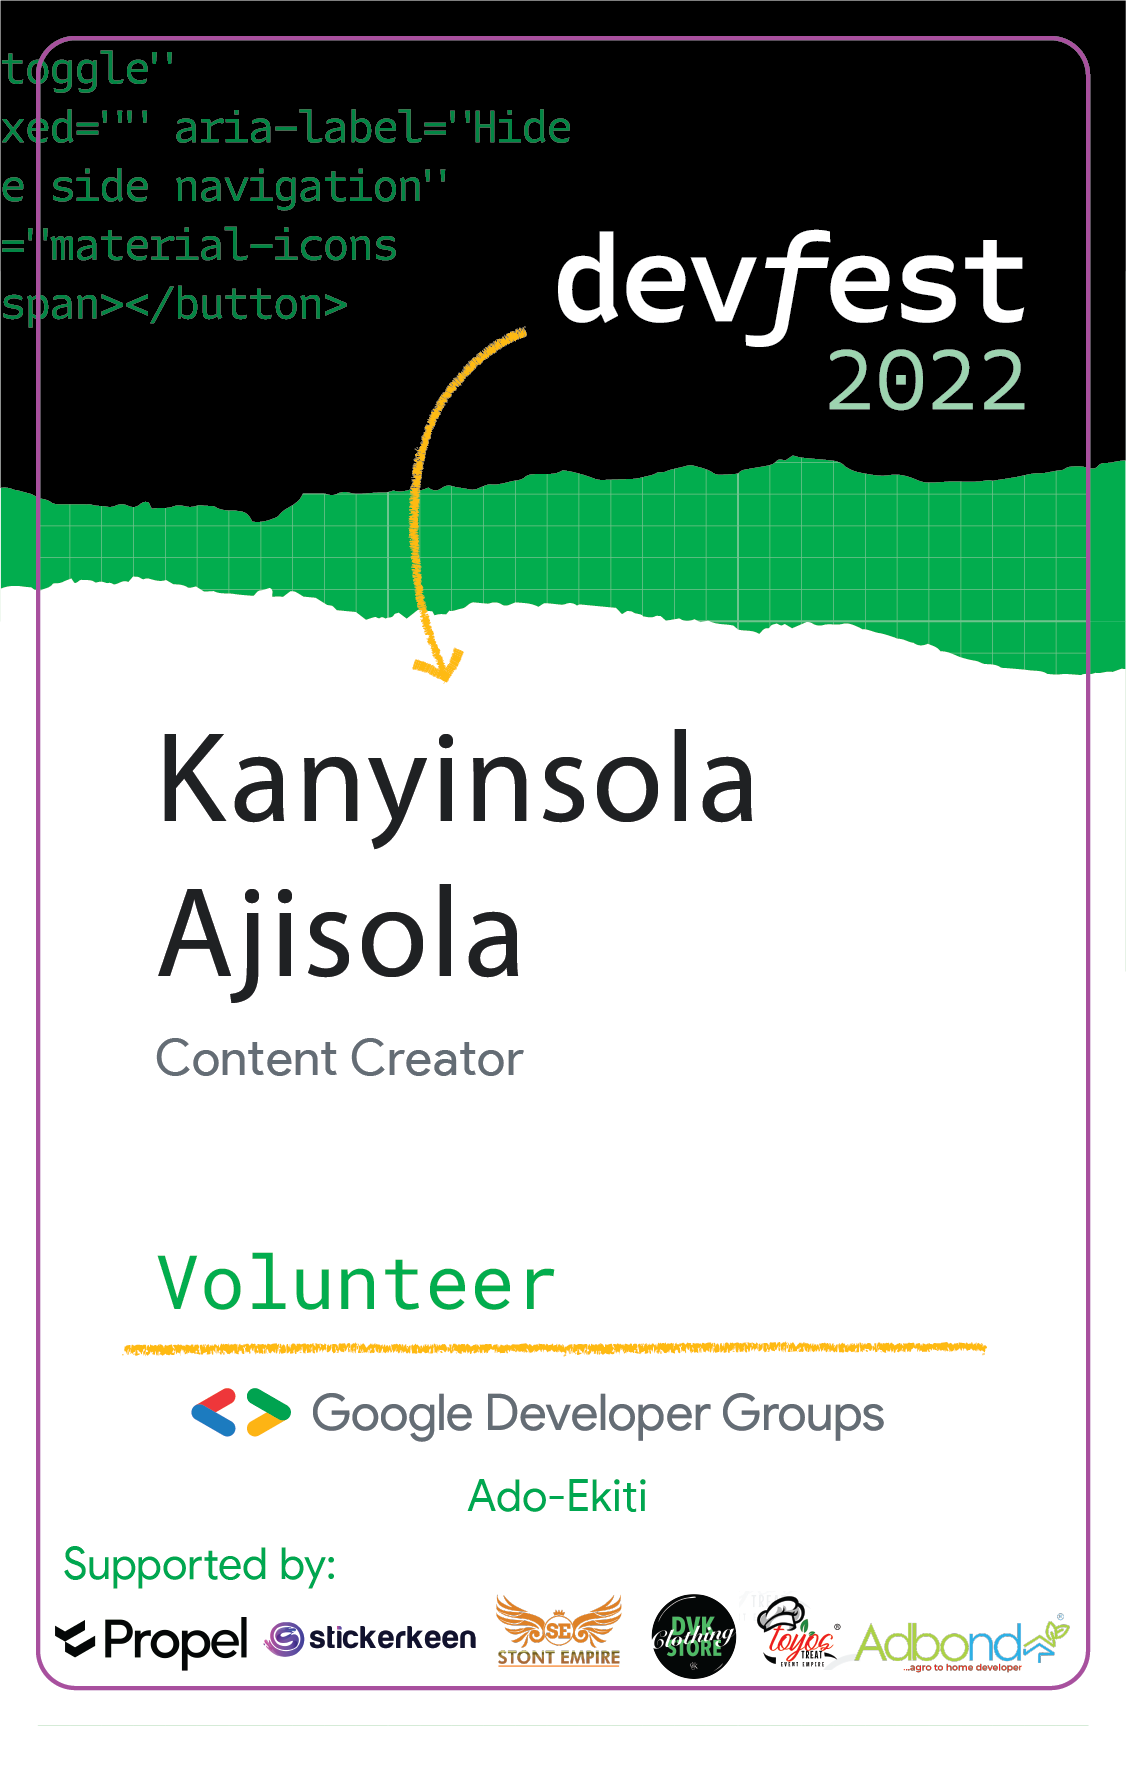 toggle"
xed=""' aria-label="Hide
e side navigation"
="material-icons
span></button>
devfest
2022
Kanyinsola
Ajisola
Content Creator
Volunteer
Google Developer Groups
Ado-Ekiti
Supported by:
Propel
stickerkeen
SE
STONT EMPIRE
DVK
Clothing
STORE
toyos
TREAT
EVENT EMPIRE
®
Adbond
®
...agro to home developer